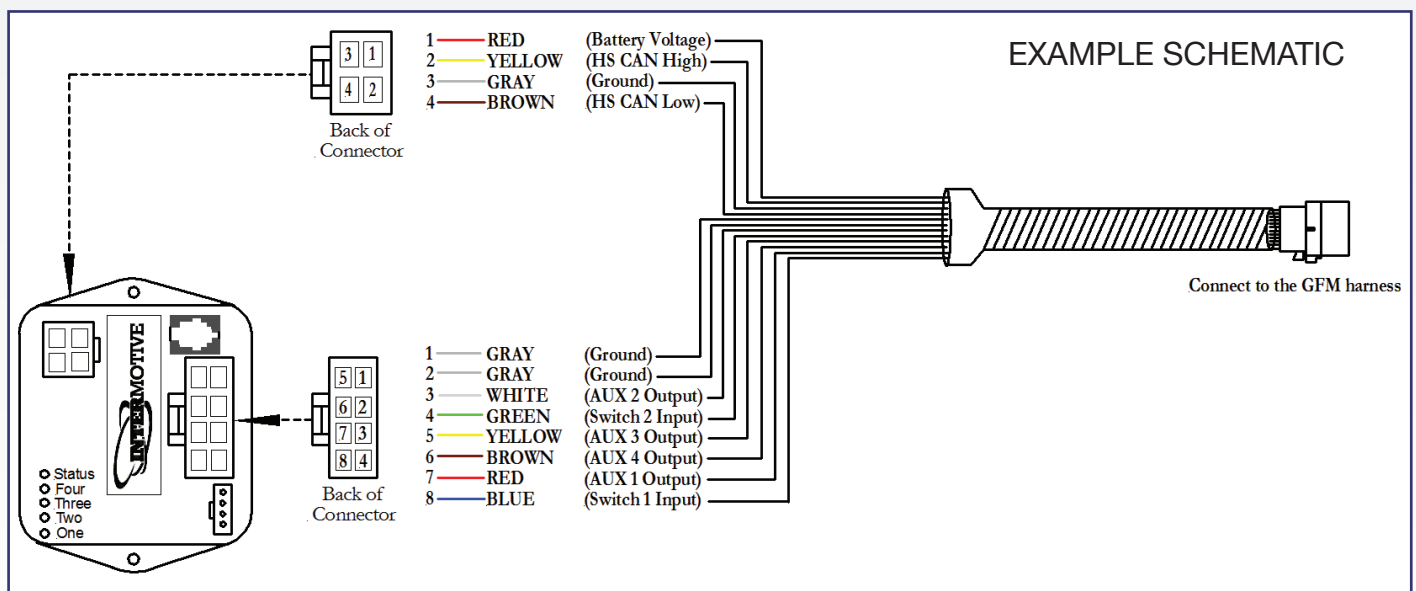 EXAMPLE SCHEMATIC
3 1
4 2
Back of
Connector
1 RED (Battery Voltage)
2 YELLOW (HS CAN High)
3 GRAY (Ground)
4 BROWN (HS CAN Low)
Connect to the GFM harness
INTERMOTIVE
Status
Four
Three
Two
One
5 1
6 2
7 3
8 4
Back of
Connector
1 GRAY (Ground)
2 GRAY (Ground)
3 WHITE (AUX 2 Output)
4 GREEN (Switch 2 Input)
5 YELLOW (AUX 3 Output)
6 BROWN (AUX 4 Output)
7 RED (AUX 1 Output)
8 BLUE (Switch 1 Input)